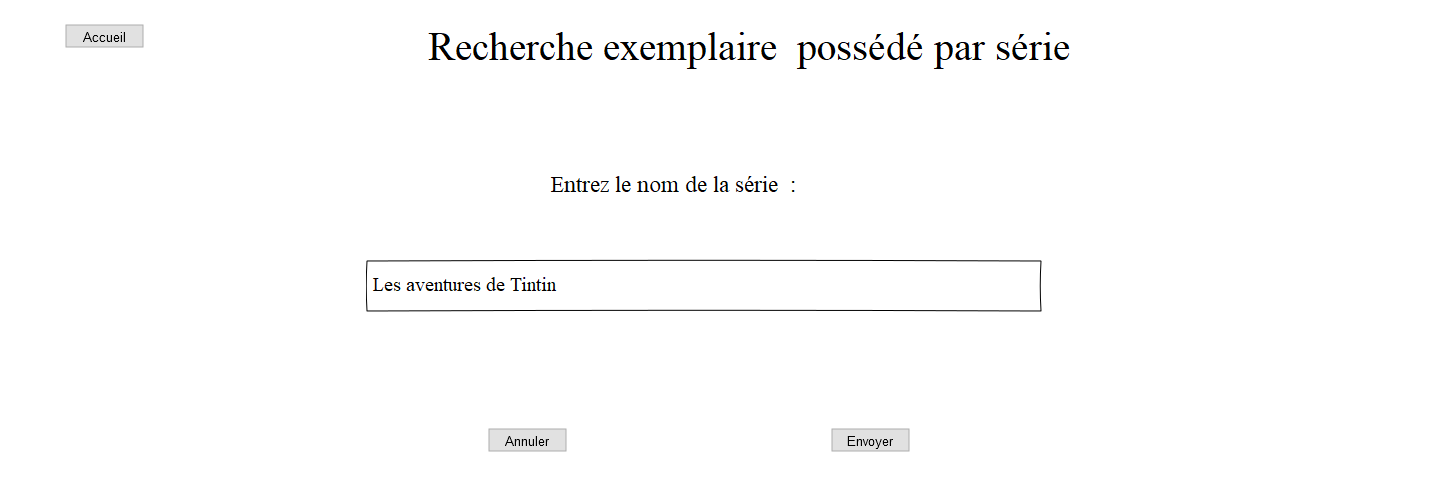 Accueil
Recherche exemplaire  possédé par série
Entrez le nom de la série  :
Les aventures de Tintin
Annuler
Envoyer